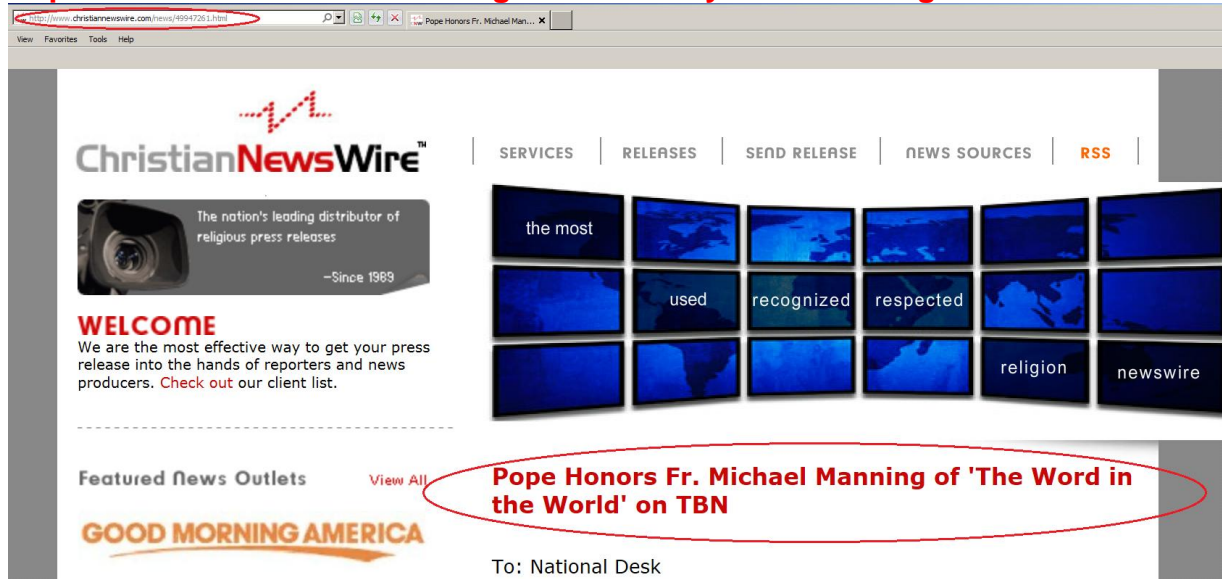 http://www.christiannewswire.com/news/49947261.html
Pope Honors Fr. Michael Man...
View Favorites Tools Help
ChristianNewsWire™
SERVICES RELEASES SEND RELEASE NEWS SOURCES RSS
The nation's leading distributor of
religious press releases
–Since 1989
the most
used recognized respected
religion newswire
WELCOME
We are the most effective way to get your press
release into the hands of reporters and news
producers. Check out our client list.
Featured News Outlets View All
GOOD MORNING AMERICA
Pope Honors Fr. Michael Manning of 'The Word in
the World' on TBN
To: National Desk